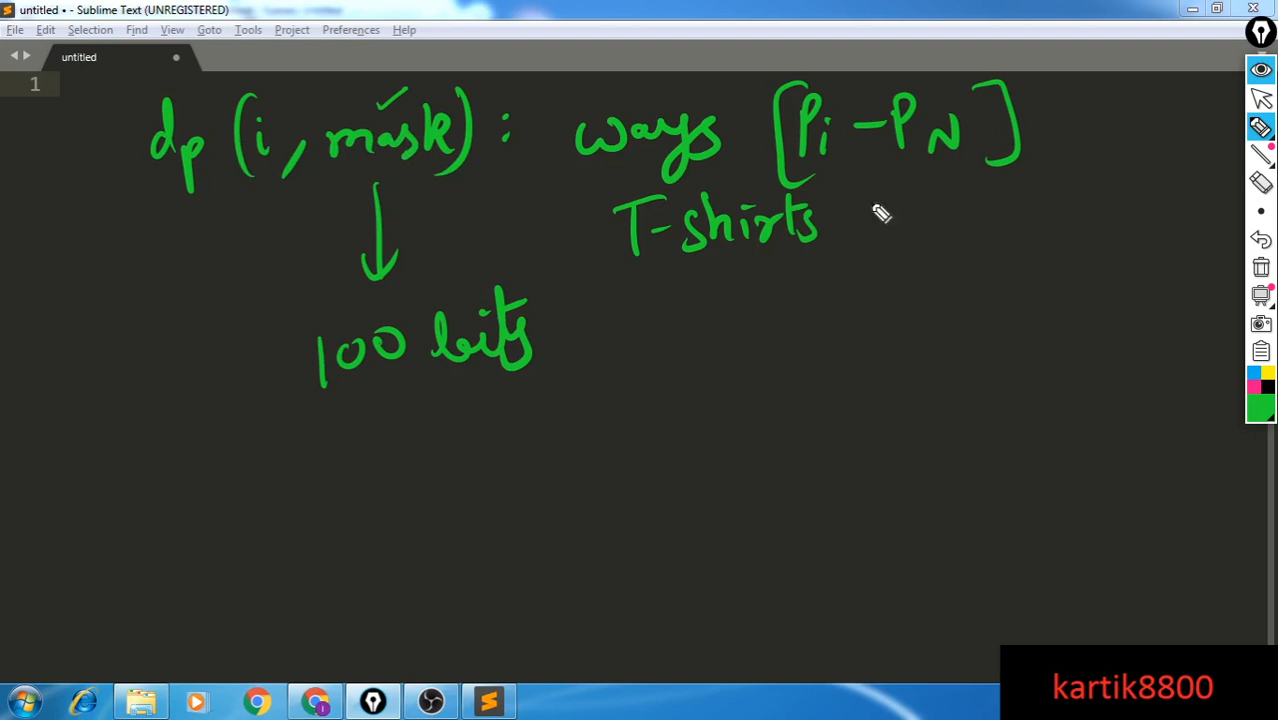 untitled • - Sublime Text (UNREGISTERED)
File Edit Selection Find View Goto Tools Project Preferences Help
untitled
1
dp (i, mask) : ways [Pi - PN]
T-shirts
100 bits
kartik8800